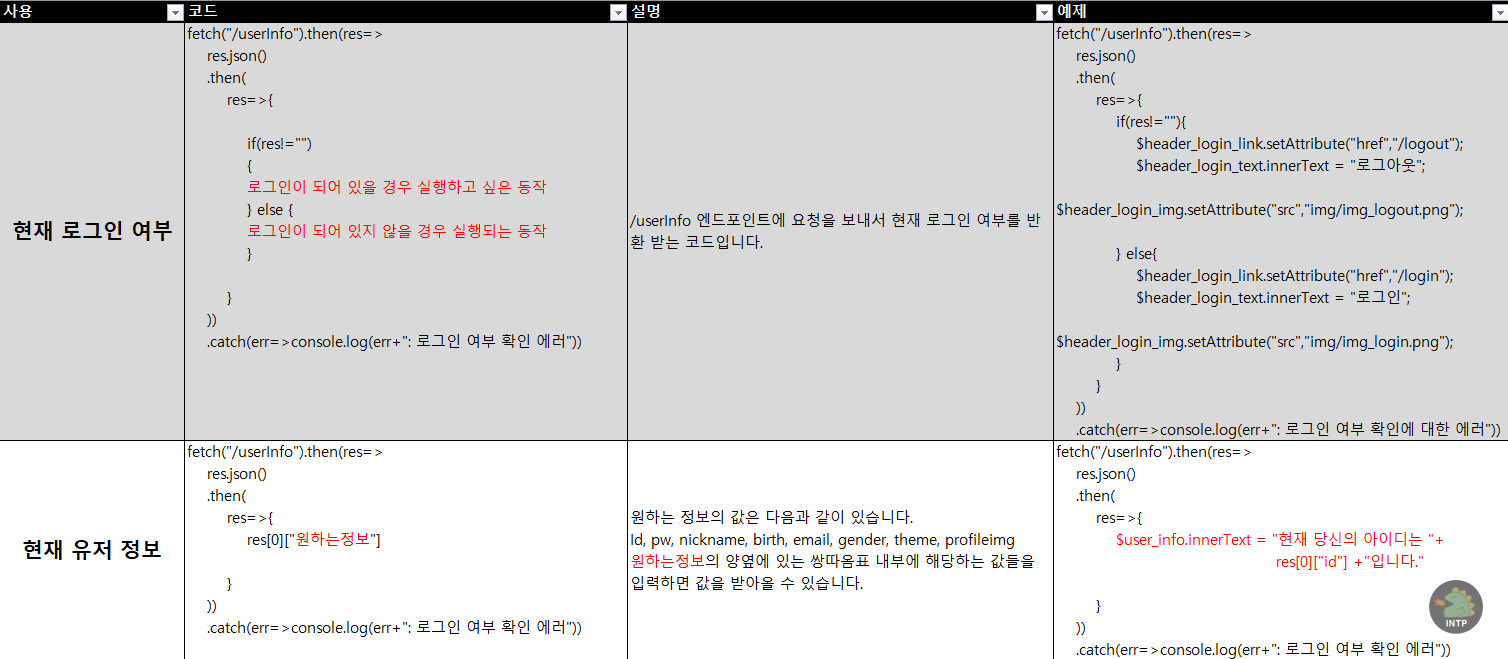 사용
코드
설명
예제
현재 로그인 여부
fetch("/userInfo").then(res=>
res.json()
.then(
res=>{
if(res!="")
{
로그인이 되어 있을 경우 실행하고 싶은 동작
} else {
로그인이 되어 있지 않을 경우 실행되는 동작
}
}
))
.catch(err=>console.log(err+": 로그인 여부 확인 에러"))
/userInfo 엔드포인트에 요청을 보내서 현재 로그인 여부를 반
환 받는 코드입니다.
fetch("/userInfo").then(res=>
res.json()
.then(
res=>{
if(res!=""){
$header_login_link.setAttribute("href","/logout");
$header_login_text.innerText = "로그아웃";
$header_login_img.setAttribute("src","img/img_logout.png");
} else{
$header_login_link.setAttribute("href","/login");
$header_login_text.innerText = "로그인";
$header_login_img.setAttribute("src","img/img_login.png");
}
}
))
.catch(err=>console.log(err+": 로그인 여부 확인에 대한 에러"))
현재 유저 정보
fetch("/userInfo").then(res=>
res.json()
.then(
res=>{
res[0]["원하는정보"]
}
))
.catch(err=>console.log(err+": 로그인 여부 확인 에러"))
원하는 정보의 값은 다음과 같이 있습니다.
Id, pw, nickname, birth, email, gender, theme, profileimg
원하는정보의 양옆에 있는 쌍따옴표 내부에 해당하는 값들을
입력하면 값을 받아올 수 있습니다.
fetch("/userInfo").then(res=>
res.json()
.then(
res=>{
$user_info.innerText = "현재 당신의 아이디는 "+
res[0]["id"] +"입니다."
}
))
.catch(err=>console.log(err+": 로그인 여부 확인 에러"))
INTP